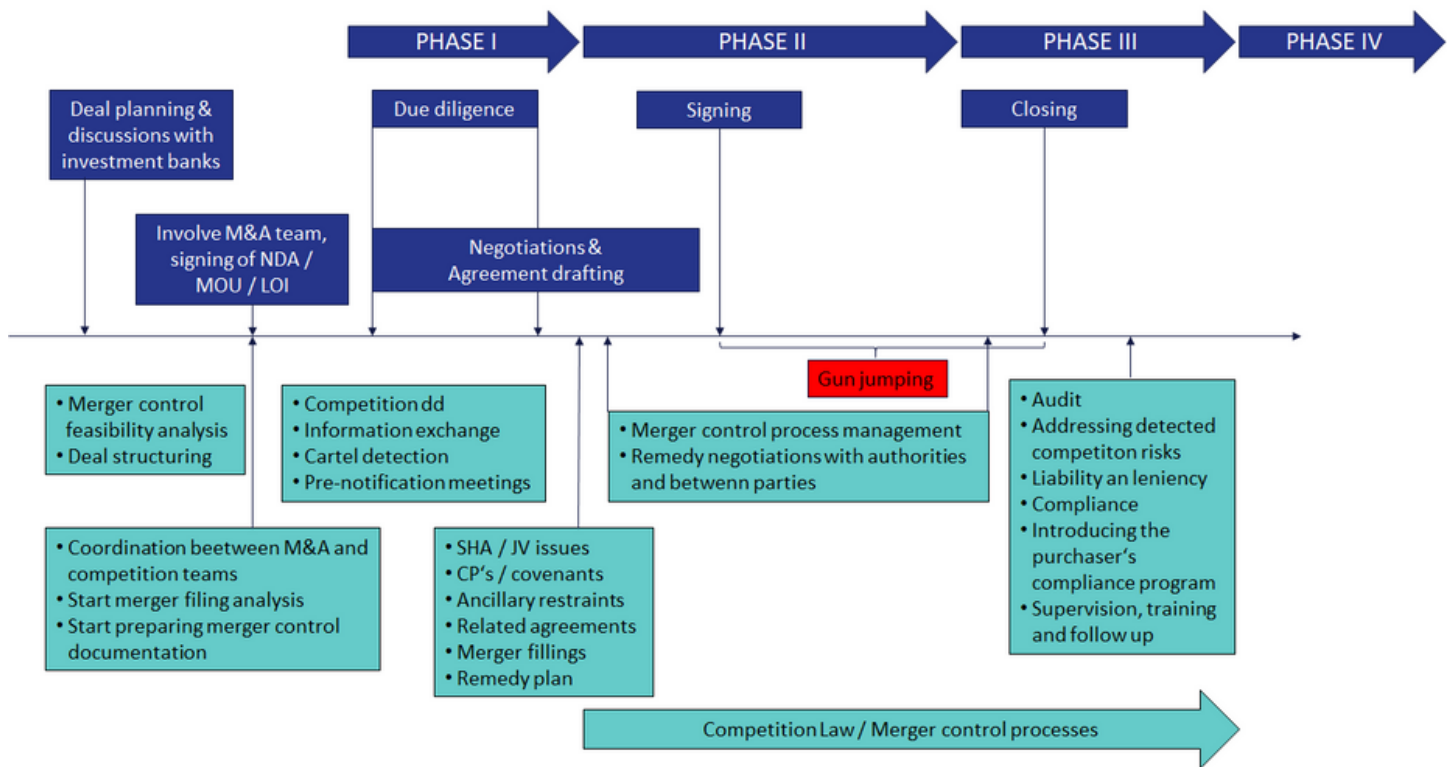 PHASE I
PHASE II
PHASE III
PHASE IV
Deal planning &
discussions with
investment banks
Due diligence
Signing
Closing
Involve M&A team,
signing of NDA /
MOU / LOI
Negotiations &
Agreement drafting
Gun jumping
• Merger control
feasibility analysis
• Deal structuring
• Competition dd
• Information exchange
• Cartel detection
• Pre-notification meetings
• Merger control process management
• Remedy negotiations with authorities
and betwenn parties
• Audit
• Addressing detected
competiton risks
• Liability an leniency
• Compliance
• Introducing the
purchaser‘s
compliance program
• Supervision, training
and follow up
• Coordination beetween M&A and
competition teams
• Start merger filing analysis
• Start preparing merger control
documentation
• SHA / JV issues
• CP‘s / covenants
• Ancillary restraints
• Related agreements
• Merger fillings
• Remedy plan
Competition Law / Merger control processes